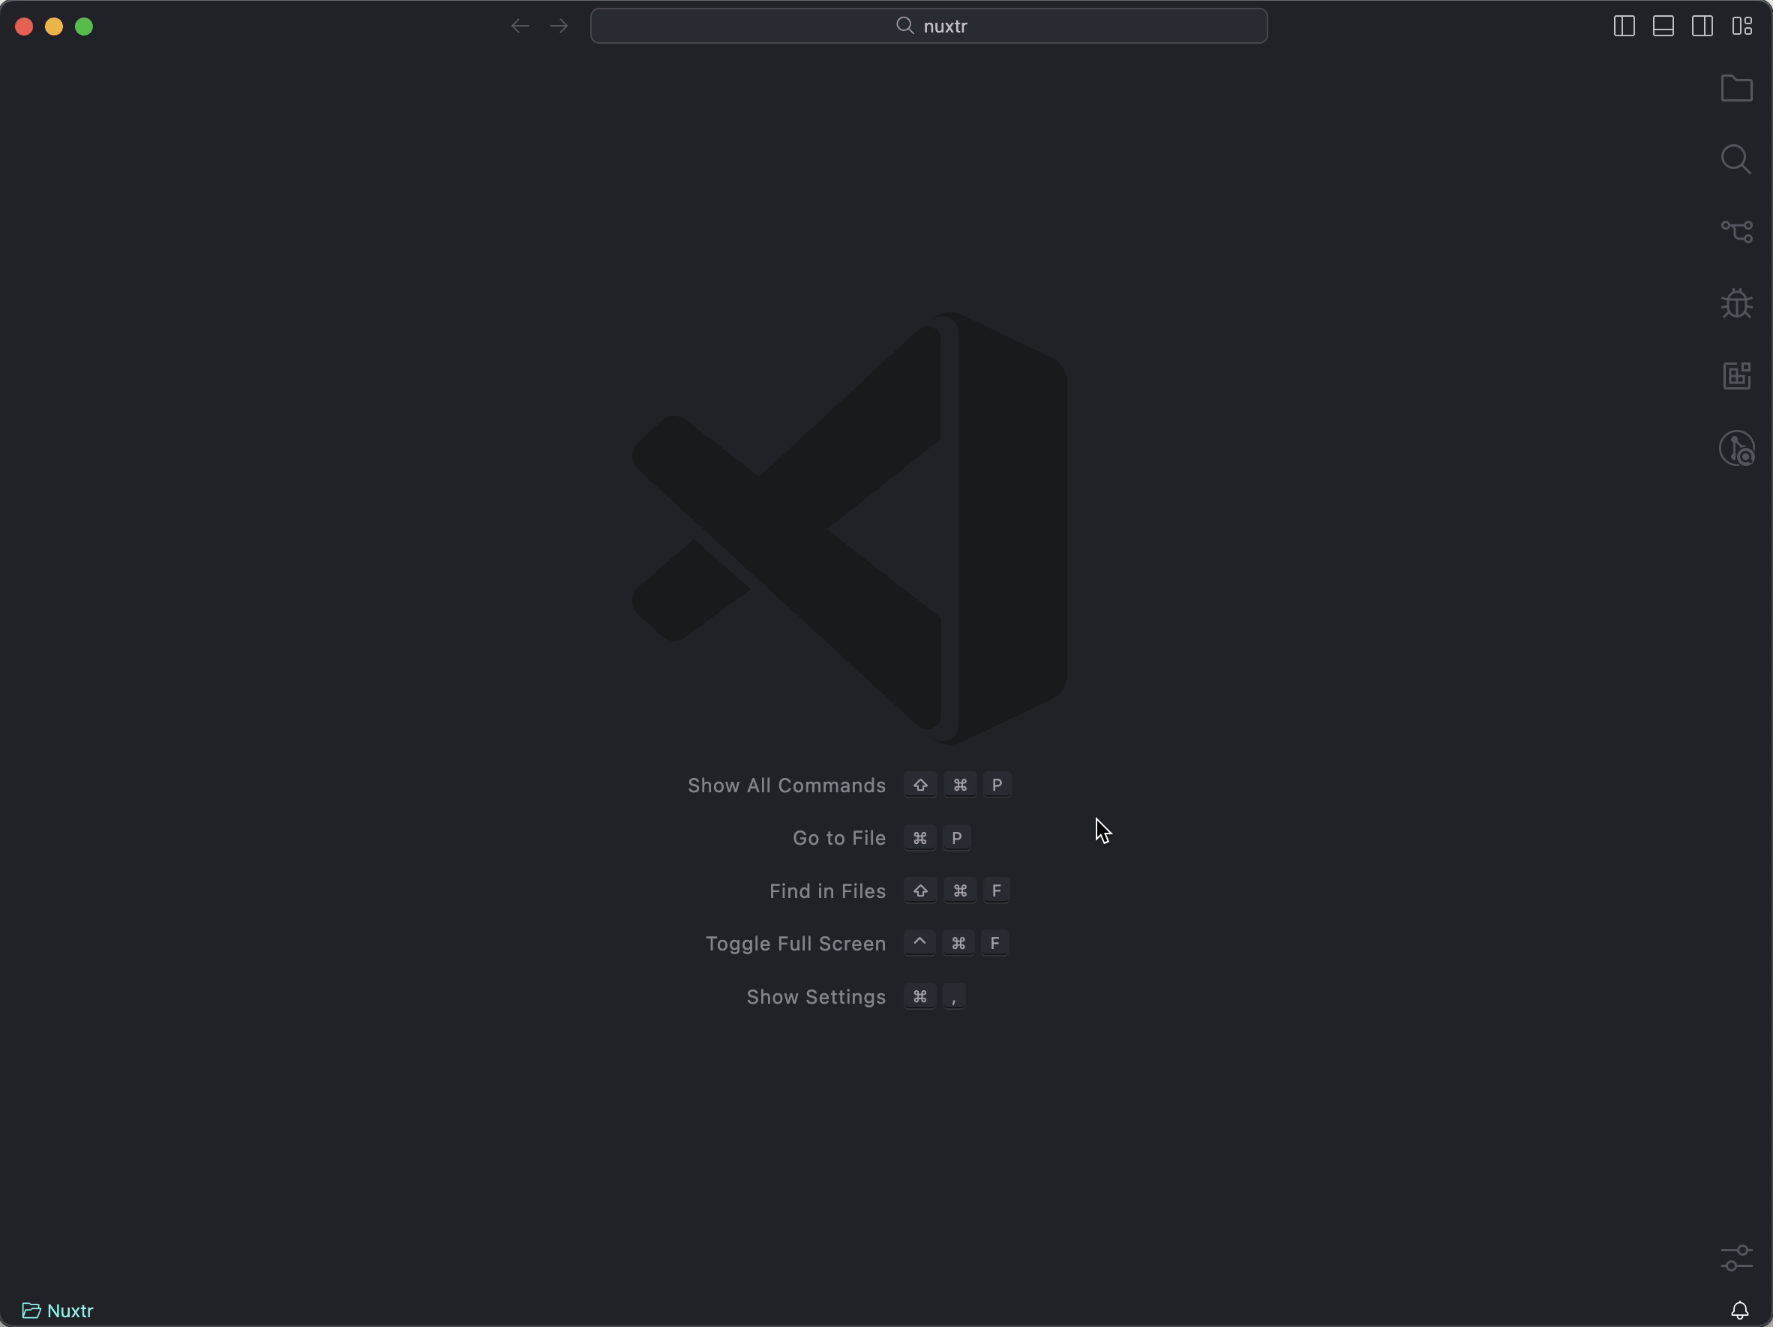 nuxtr
Show All Commands ⇧ ⌘ P
Go to File ⌘ P
Find in Files ⇧ ⌘ F
Toggle Full Screen ^ ⌘ F
Show Settings ⌘ ,
Nuxtr